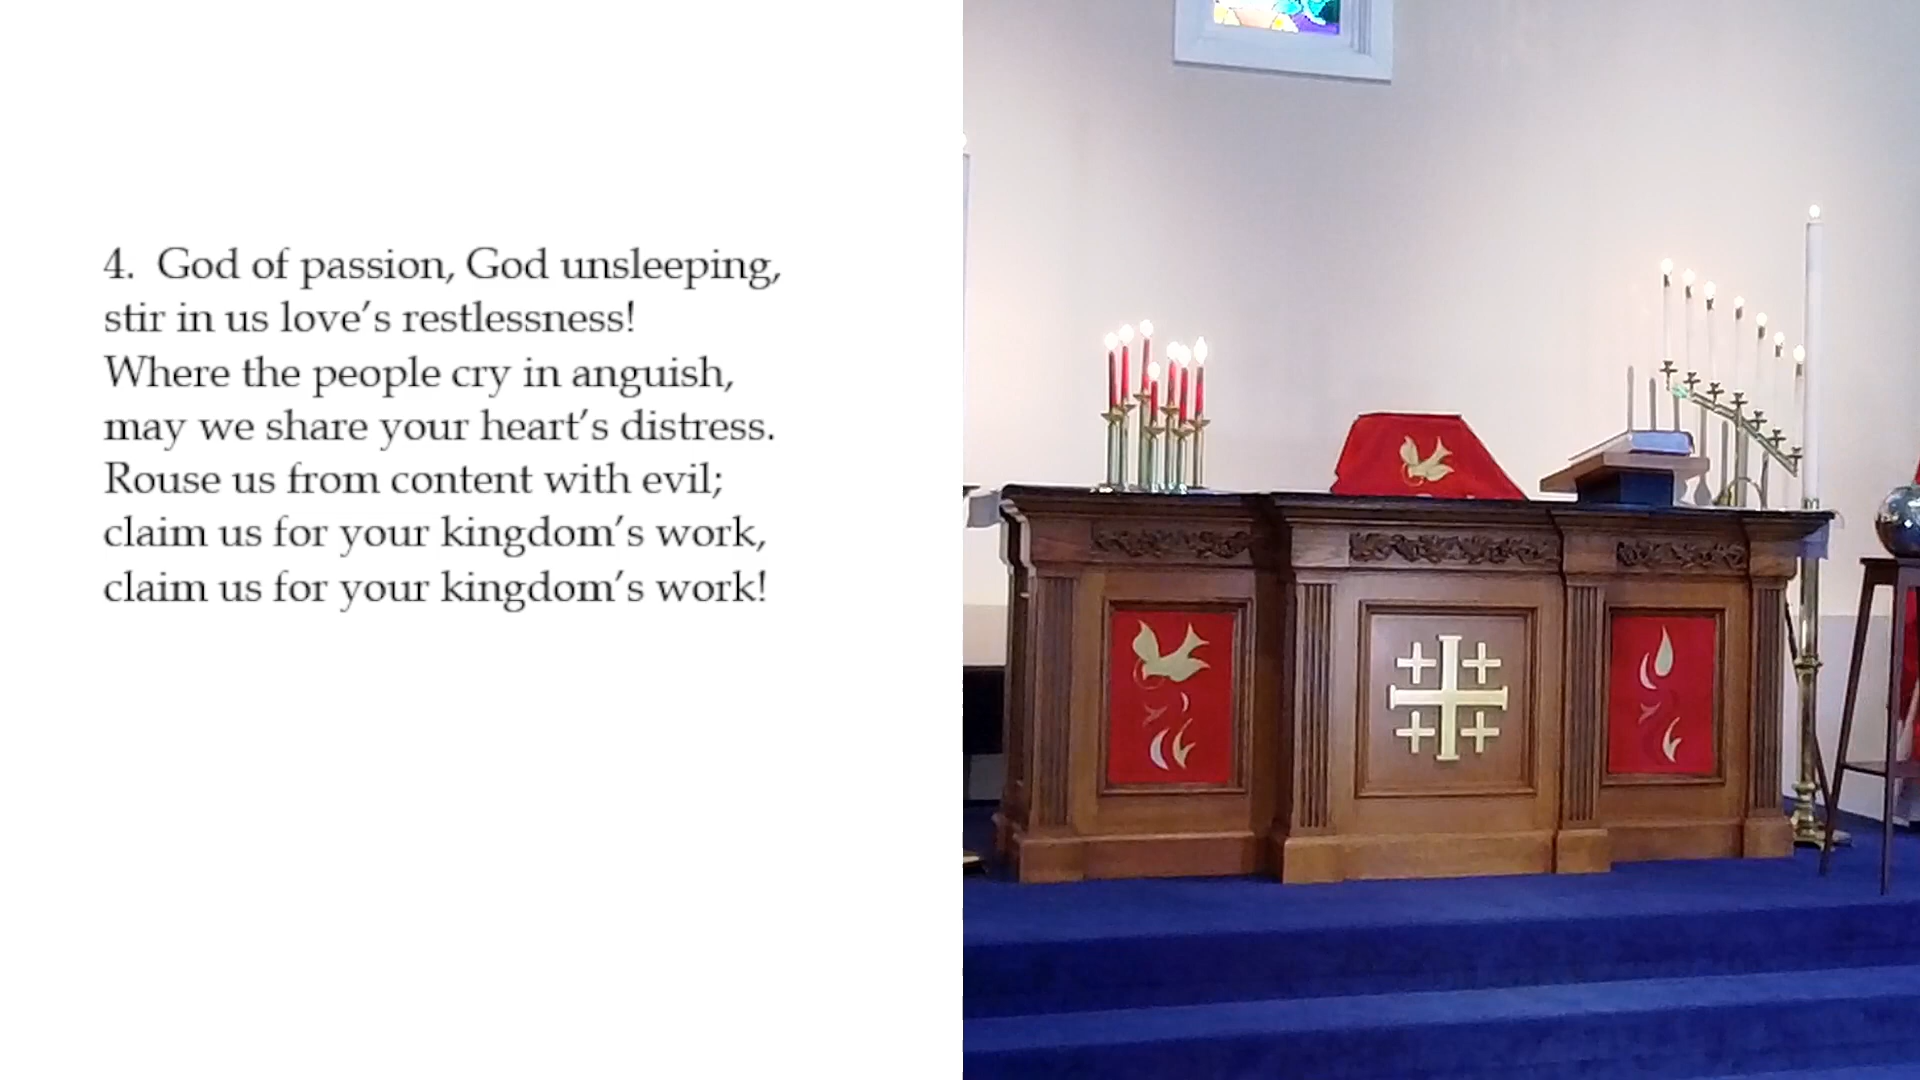 4.  God of passion, God unsleeping,
stir in us love’s restlessness!
Where the people cry in anguish,
may we share your heart’s distress.
Rouse us from content with evil;
claim us for your kingdom’s work,
claim us for your kingdom’s work!